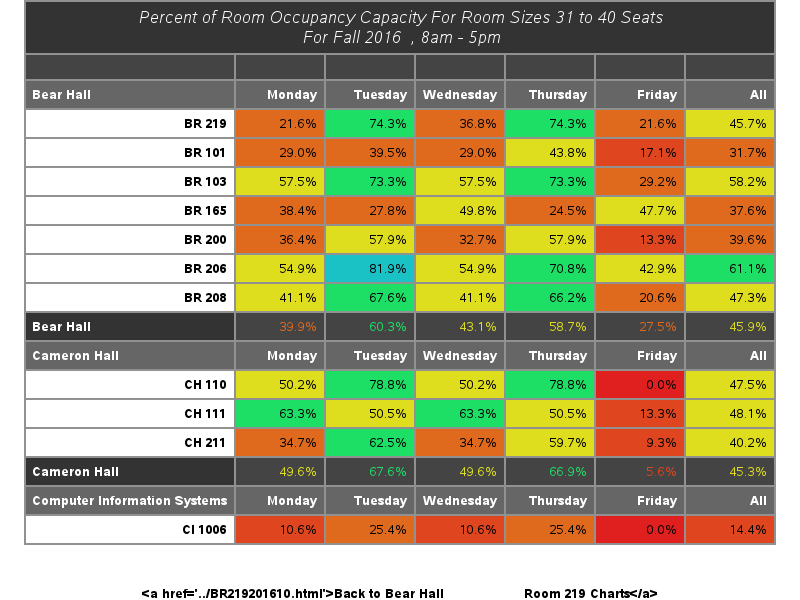 Percent of Room Occupancy Capacity For Room Sizes 31 to 40 Seats
For Fall 2016 , 8am - 5pm
Bear Hall Monday Tuesday Wednesday Thursday Friday All
BR 219 21.6% 74.3% 36.8% 74.3% 21.6% 45.7%
BR 101 29.0% 39.5% 29.0% 43.8% 17.1% 31.7%
BR 103 57.5% 73.3% 57.5% 73.3% 29.2% 58.2%
BR 165 38.4% 27.8% 49.8% 24.5% 47.7% 37.6%
BR 200 36.4% 57.9% 32.7% 57.9% 13.3% 39.6%
BR 206 54.9% 81.9% 54.9% 70.8% 42.9% 61.1%
BR 208 41.1% 67.6% 41.1% 66.2% 20.6% 47.3%
Bear Hall 39.9% 60.3% 43.1% 58.7% 27.5% 45.9%
Cameron Hall Monday Tuesday Wednesday Thursday Friday All
CH 110 50.2% 78.8% 50.2% 78.8% 0.0% 47.5%
CH 111 63.3% 50.5% 63.3% 50.5% 13.3% 48.1%
CH 211 34.7% 62.5% 34.7% 59.7% 9.3% 40.2%
Cameron Hall 49.6% 67.6% 49.6% 66.9% 5.6% 45.3%
Computer Information Systems Monday Tuesday Wednesday Thursday Friday All
CI 1006 10.6% 25.4% 10.6% 25.4% 0.0% 14.4%
<a href='../BR219201610.html'>Back to Bear Hall Room 219 Charts</a>